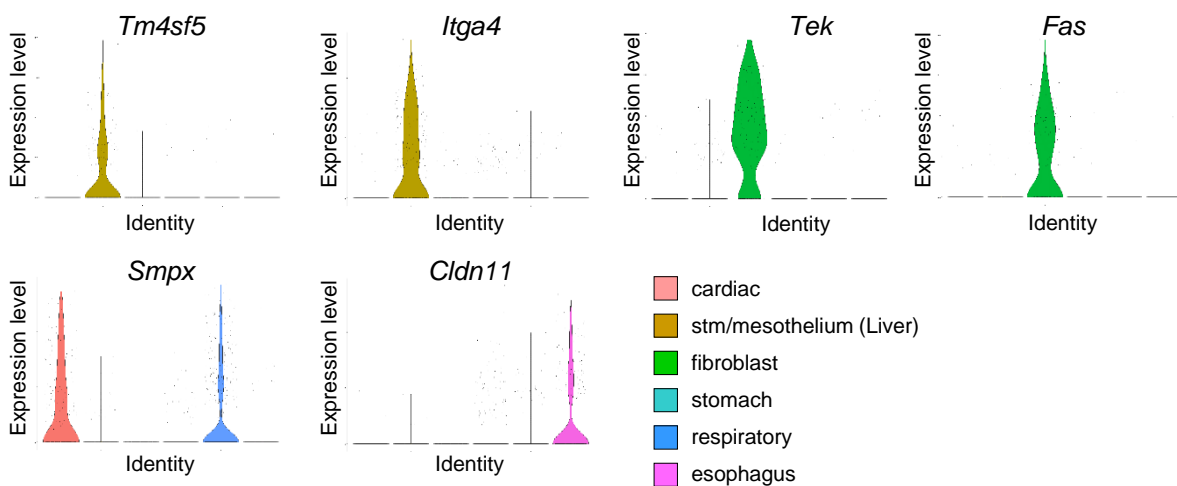 Tm4sf5
Itga4
Tek
Fas
Expression level
Expression level
Expression level
Expression level
Identity
Identity
Identity
Identity
Smpx
Cldn11
Expression level
Expression level
Identity
Identity
cardiac
stm/mesothelium (Liver)
fibroblast
stomach
respiratory
esophagus